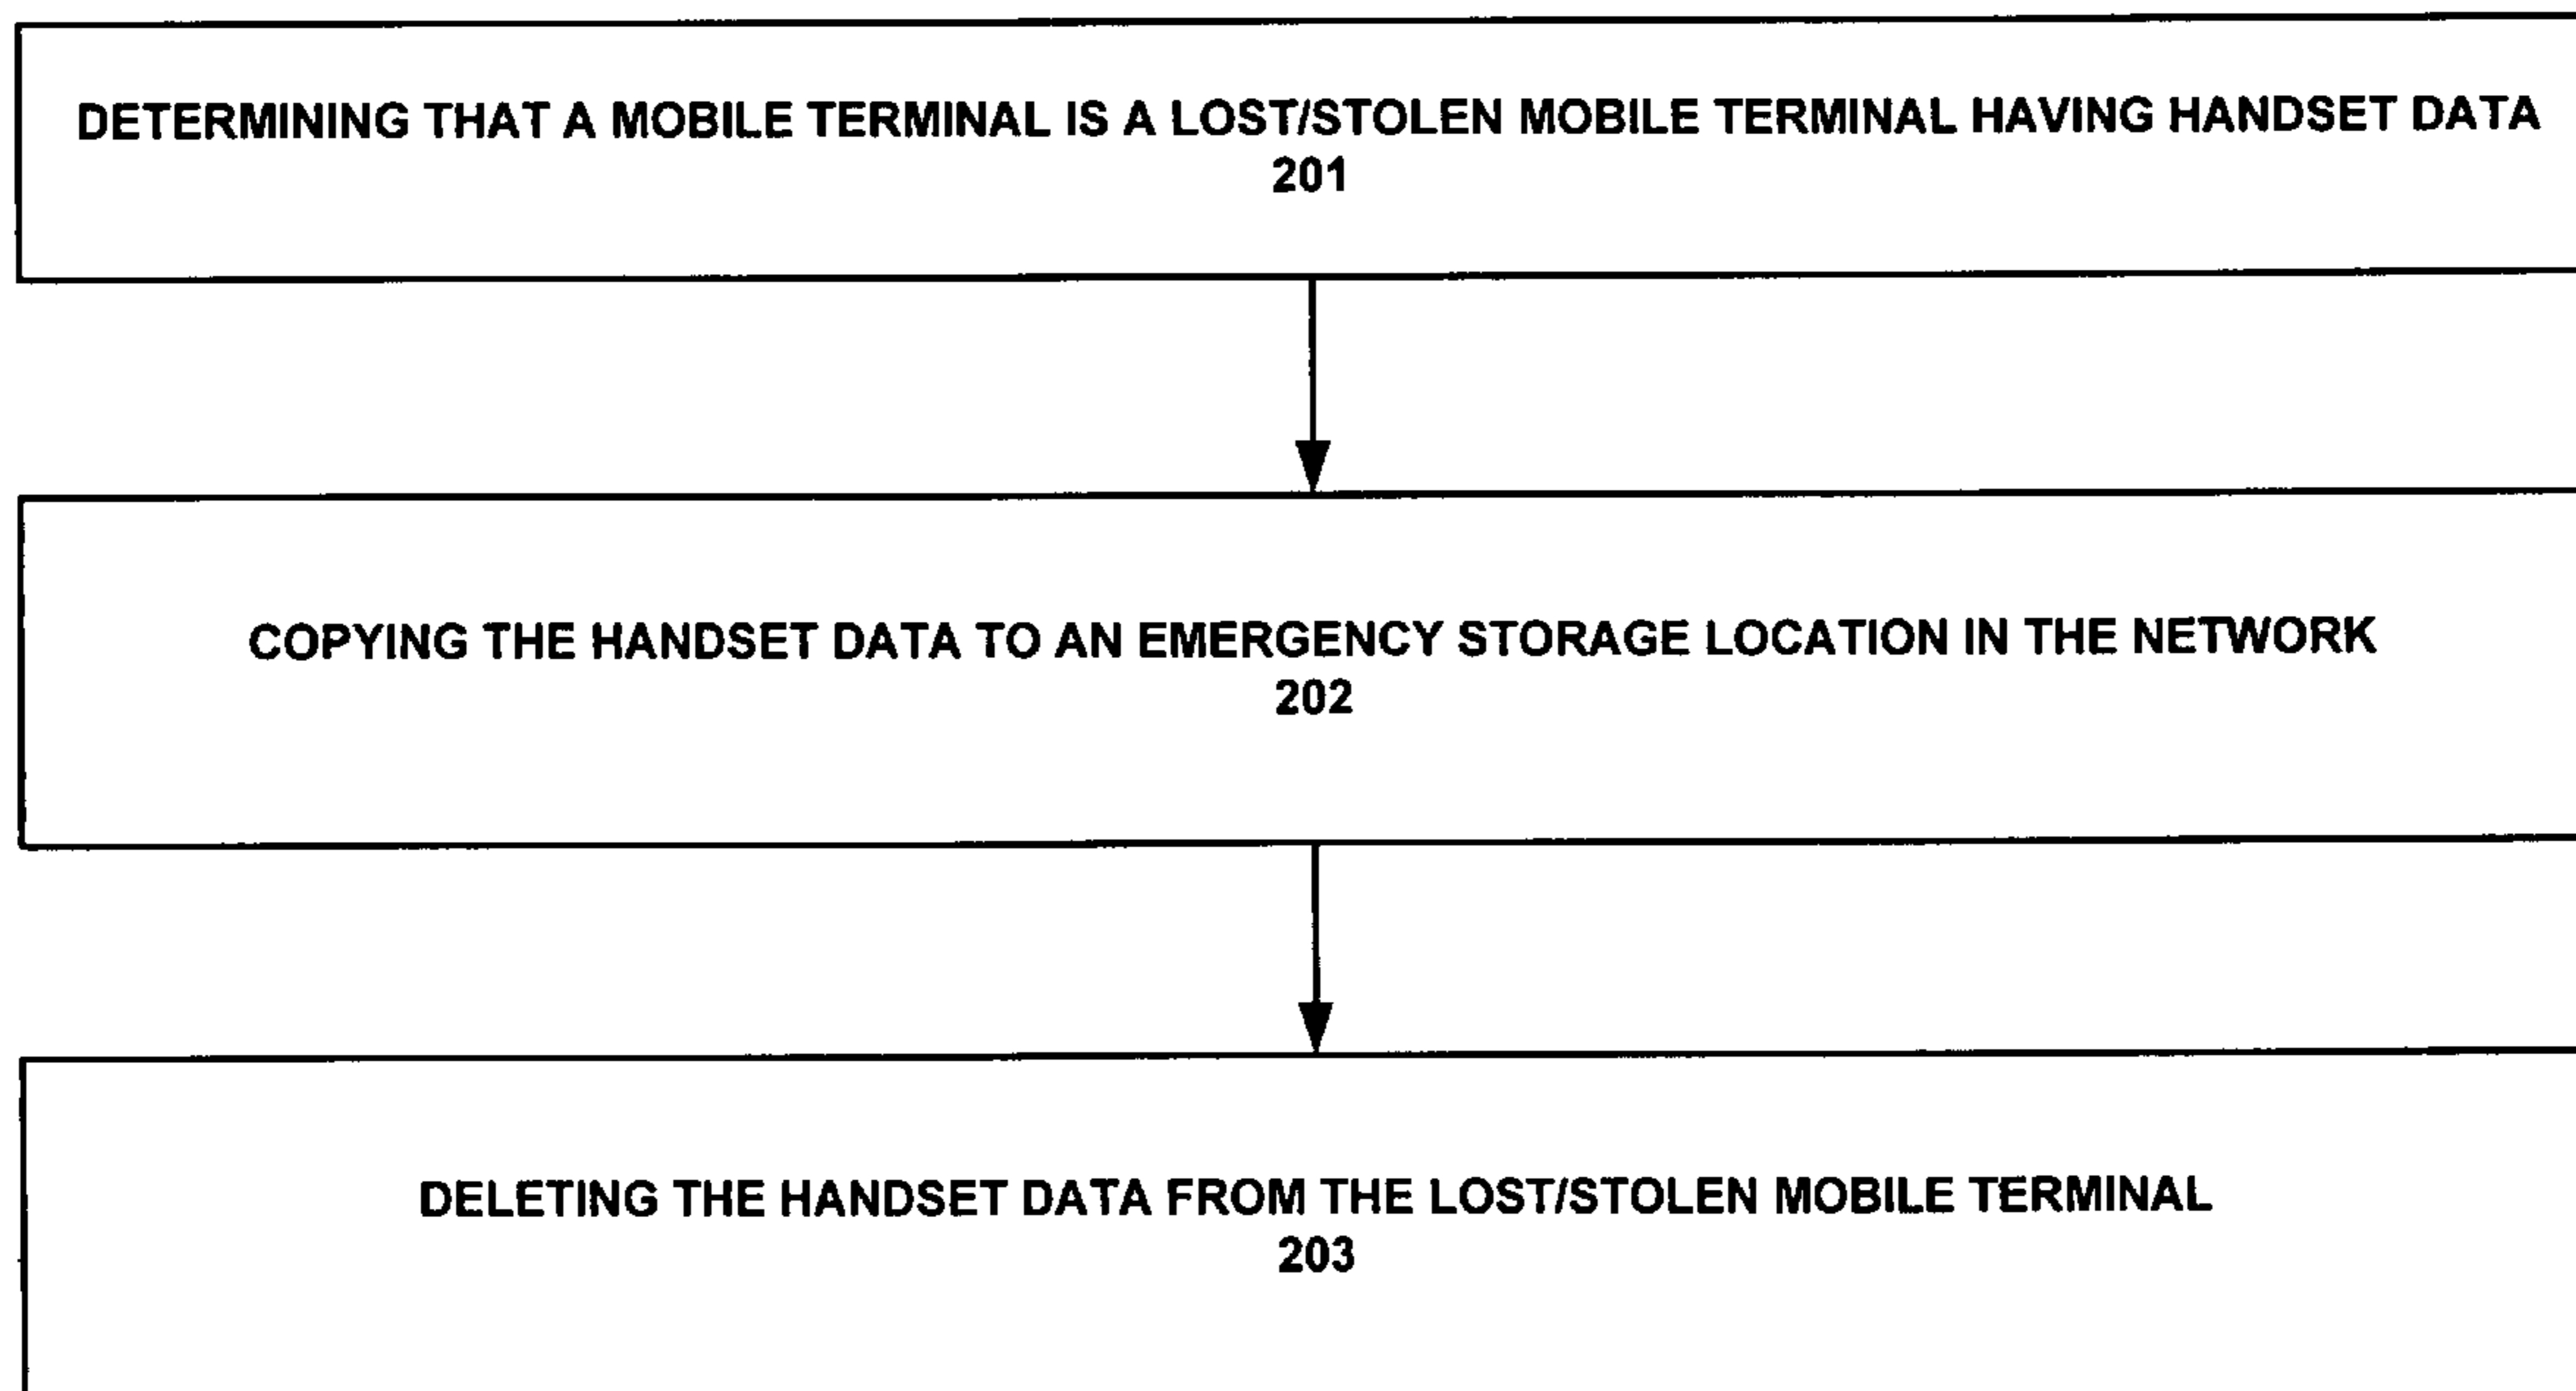 DETERMINING THAT A MOBILE TERMINAL IS A LOST/STOLEN MOBILE TERMINAL HAVING HANDSET DATA
201
COPYING THE HANDSET DATA TO AN EMERGENCY STORAGE LOCATION IN THE NETWORK
202
DELETING THE HANDSET DATA FROM THE LOST/STOLEN MOBILE TERMINAL
203